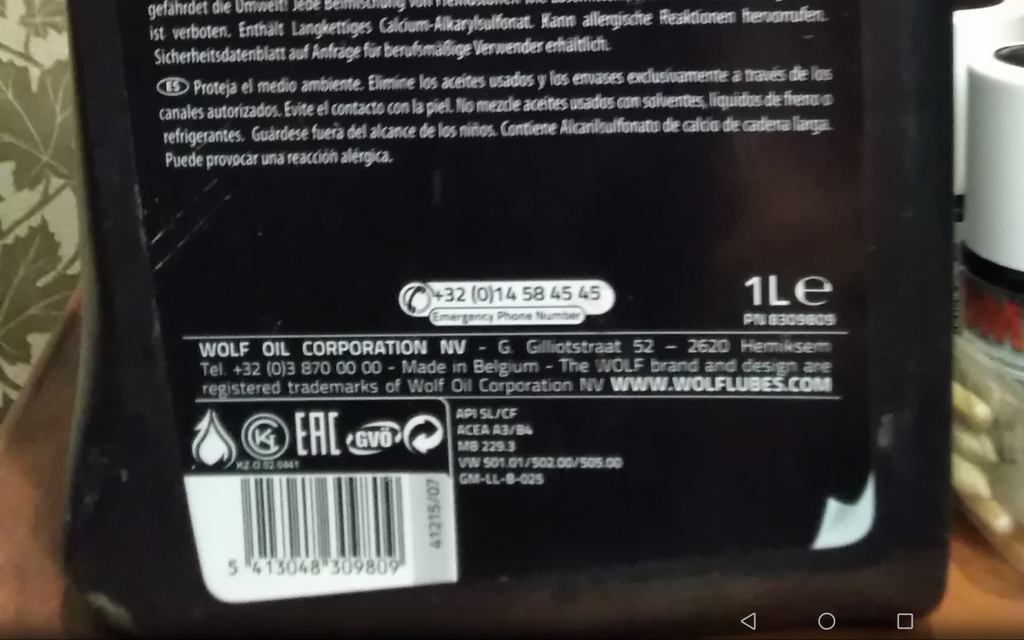 gefährdet die Umwelt! Jede Beimischung von
ist verboten. Enthält Langkettiges Calcium-Alkarylsulfonat. Kann allergische Reaktionen hervorrufen.
Sicherheitsdatenblatt auf Anfrage für berufsmäßige Verwender erhältlich.
ES Proteja el medio ambiente. Elimine los aceites usados y los envases exclusivamente a través de los
canales autorizados. Evite el contacto con la piel. No mezcle aceites usados con solventes, líquidos de freno o
refrigerantes. Guárdese fuera del alcance de los niños. Contiene Alcarilsulfonato de calcio de cadena larga.
Puede provocar una reacción alérgica.
+32 (0)14 58 45 45
Emergency Phone Number
1L e
PN 8309809
WOLF OIL CORPORATION NV - G. Gilliotstraat 52 - 2620 Hemiksem
Tel. +32 (0)3 870 00 00 - Made in Belgium - The WOLF brand and design are
registered trademarks of Wolf Oil Corporation NV WWW.WOLFLUBES.COM
EAC GVÖ
KZ.O.02.0441
API SL/CF
ACEA A3/B4
MB 229.3
VW 501.01/502.00/505.00
GM-LL-B-025
41215/07
5 413048 309809